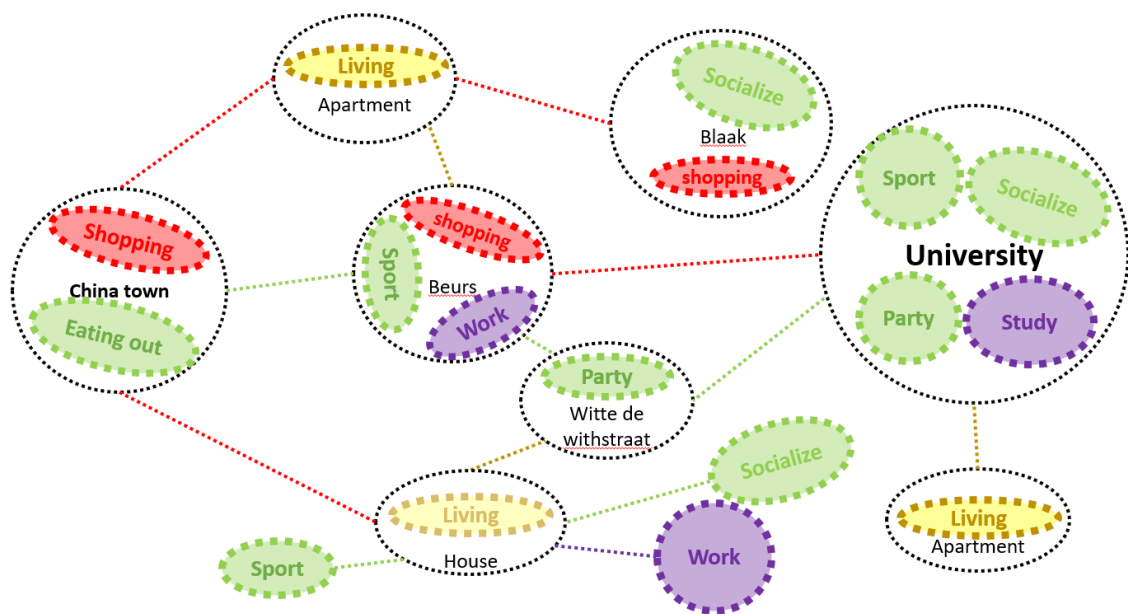 Living
Apartment
Socialize
Blaak
shopping
Sport
Socialize
University
Party
Study
Shopping
China town
Eating out
shopping
Sport
Beurs
Work
Party
Witte de
withstraat
Socialize
Living
House
Work
Sport
Living
Apartment